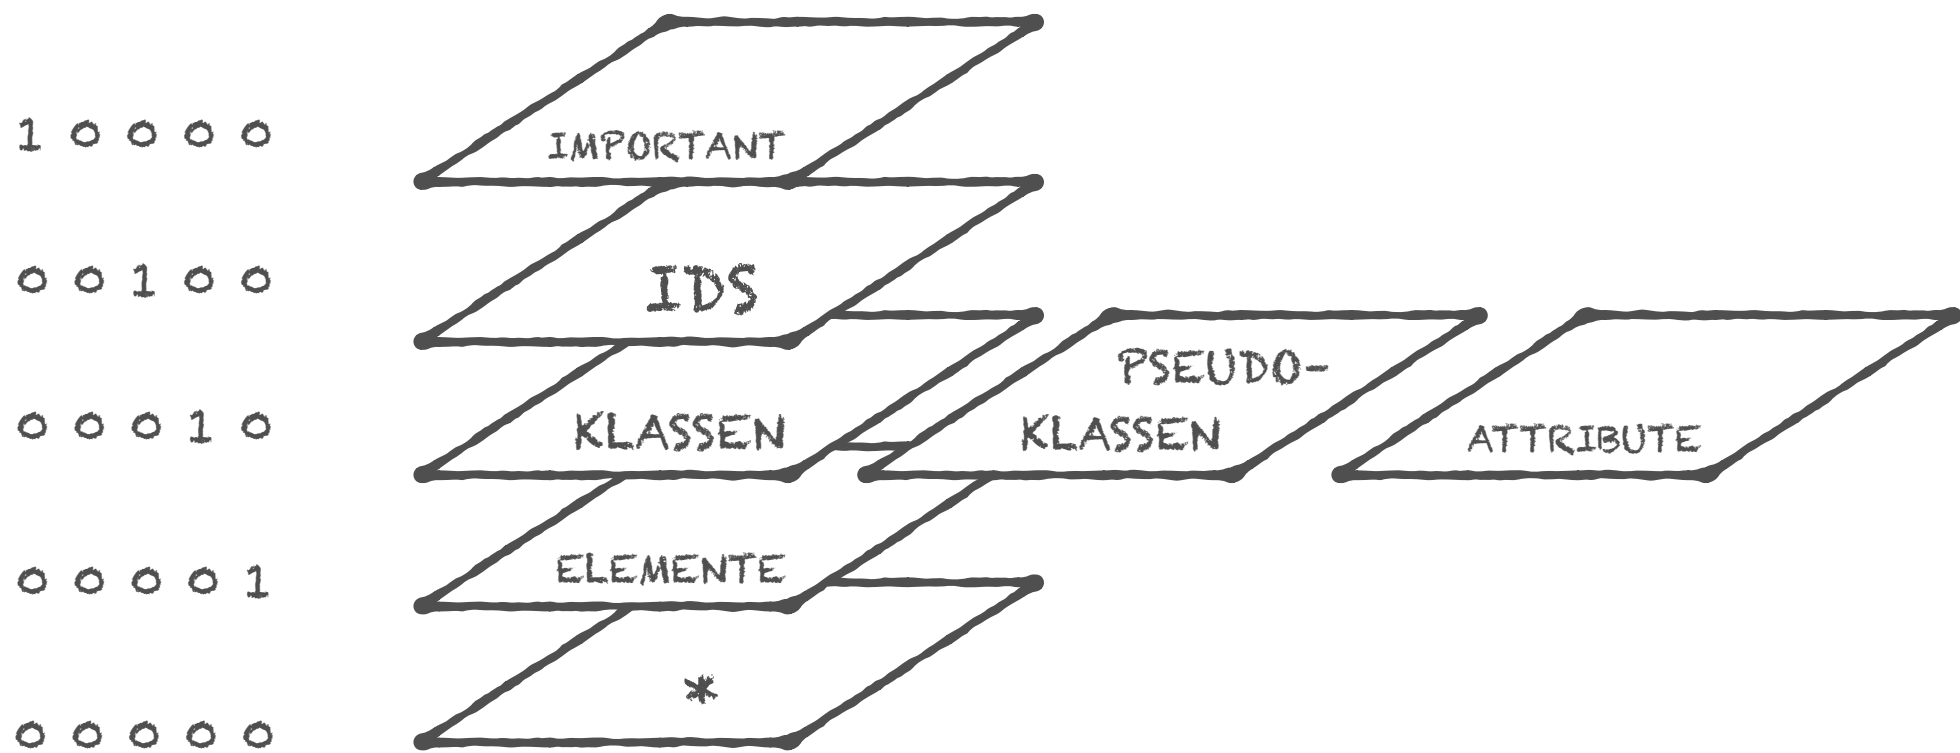 1 0 0 0 0
IMPORTANT
0 0 1 0 0
IDS
0 0 0 1 0
KLASSEN
PSEUDO-
KLASSEN
ATTRIBUTE
0 0 0 0 1
ELEMENTE
0 0 0 0 0
*